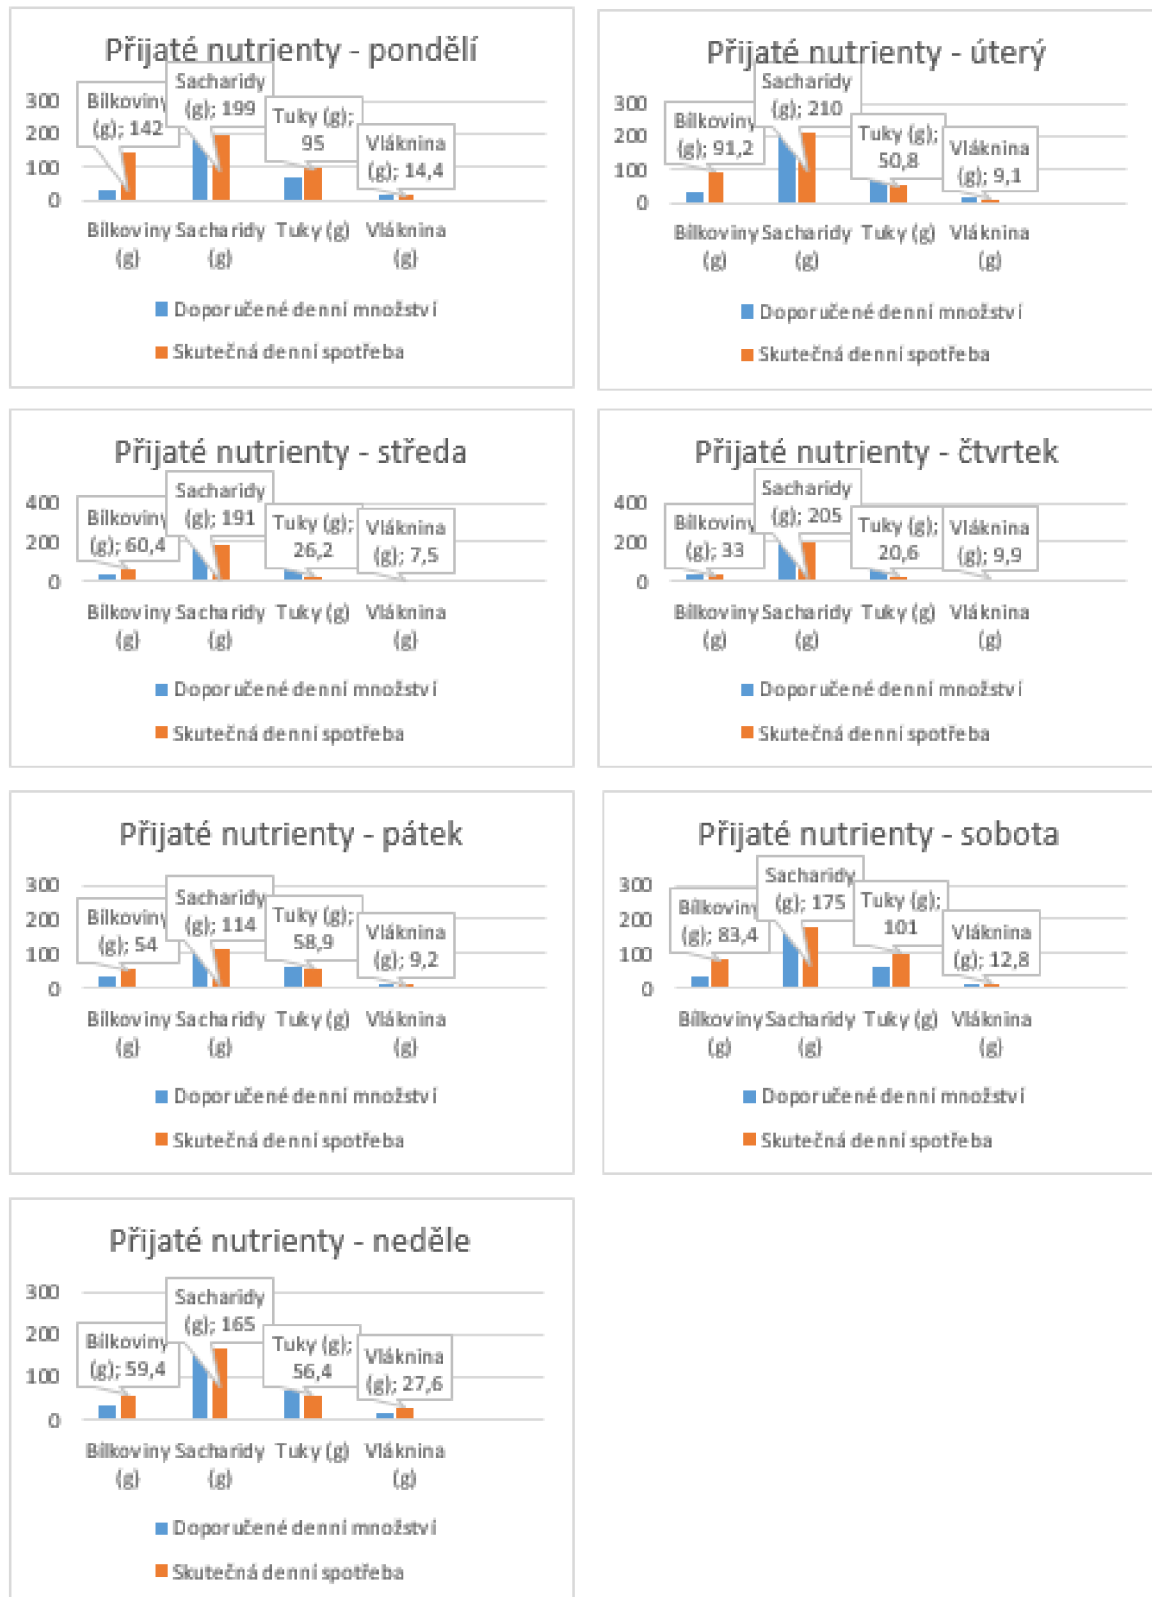 Přijaté nutrienty - pondělí
Bílkoviny
(g); 142
Sacharidy
(g); 199
Tuky (g);
95
Vláknina
(g); 14,4
300
200
100
0
Bílkoviny Sacharidy Tuky (g) Vláknina
(g) (g) (g)
Doporučené denní množství
Skutečná denní spotřeba
Přijaté nutrienty - úterý
Bílkoviny
(g); 91,2
Sacharidy
(g); 210
Tuky (g);
50,8
Vláknina
(g); 9,1
300
200
100
0
Bílkoviny Sacharidy Tuky (g) Vláknina
(g) (g) (g)
Doporučené denní množství
Skutečná denní spotřeba
Přijaté nutrienty - středa
Bílkoviny
(g); 60,4
Sacharidy
(g); 191
Tuky (g);
26,2
Vláknina
(g); 7,5
400
200
0
Bílkoviny Sacharidy Tuky (g) Vláknina
(g) (g) (g)
Doporučené denní množství
Skutečná denní spotřeba
Přijaté nutrienty - čtvrtek
Bílkoviny
(g); 33
Sacharidy
(g); 205
Tuky (g);
20,6
Vláknina
(g); 9,9
400
200
0
Bílkoviny Sacharidy Tuky (g) Vláknina
(g) (g) (g)
Doporučené denní množství
Skutečná denní spotřeba
Přijaté nutrienty - pátek
Bílkoviny
(g); 54
Sacharidy
(g); 114
Tuky (g);
58,9
Vláknina
(g); 9,2
300
200
100
0
Bílkoviny Sacharidy Tuky (g) Vláknina
(g) (g) (g)
Doporučené denní množství
Skutečná denní spotřeba
Přijaté nutrienty - sobota
Bílkoviny
(g); 83,4
Sacharidy
(g); 175
Tuky (g);
101
Vláknina
(g); 12,8
300
200
100
0
Bílkoviny Sacharidy Tuky (g) Vláknina
(g) (g) (g)
Doporučené denní množství
Skutečná denní spotřeba
Přijaté nutrienty - neděle
Bílkoviny
(g); 59,4
Sacharidy
(g); 165
Tuky (g);
56,4
Vláknina
(g); 27,6
300
200
100
0
Bílkoviny Sacharidy Tuky (g) Vláknina
(g) (g) (g)
Doporučené denní množství
Skutečná denní spotřeba